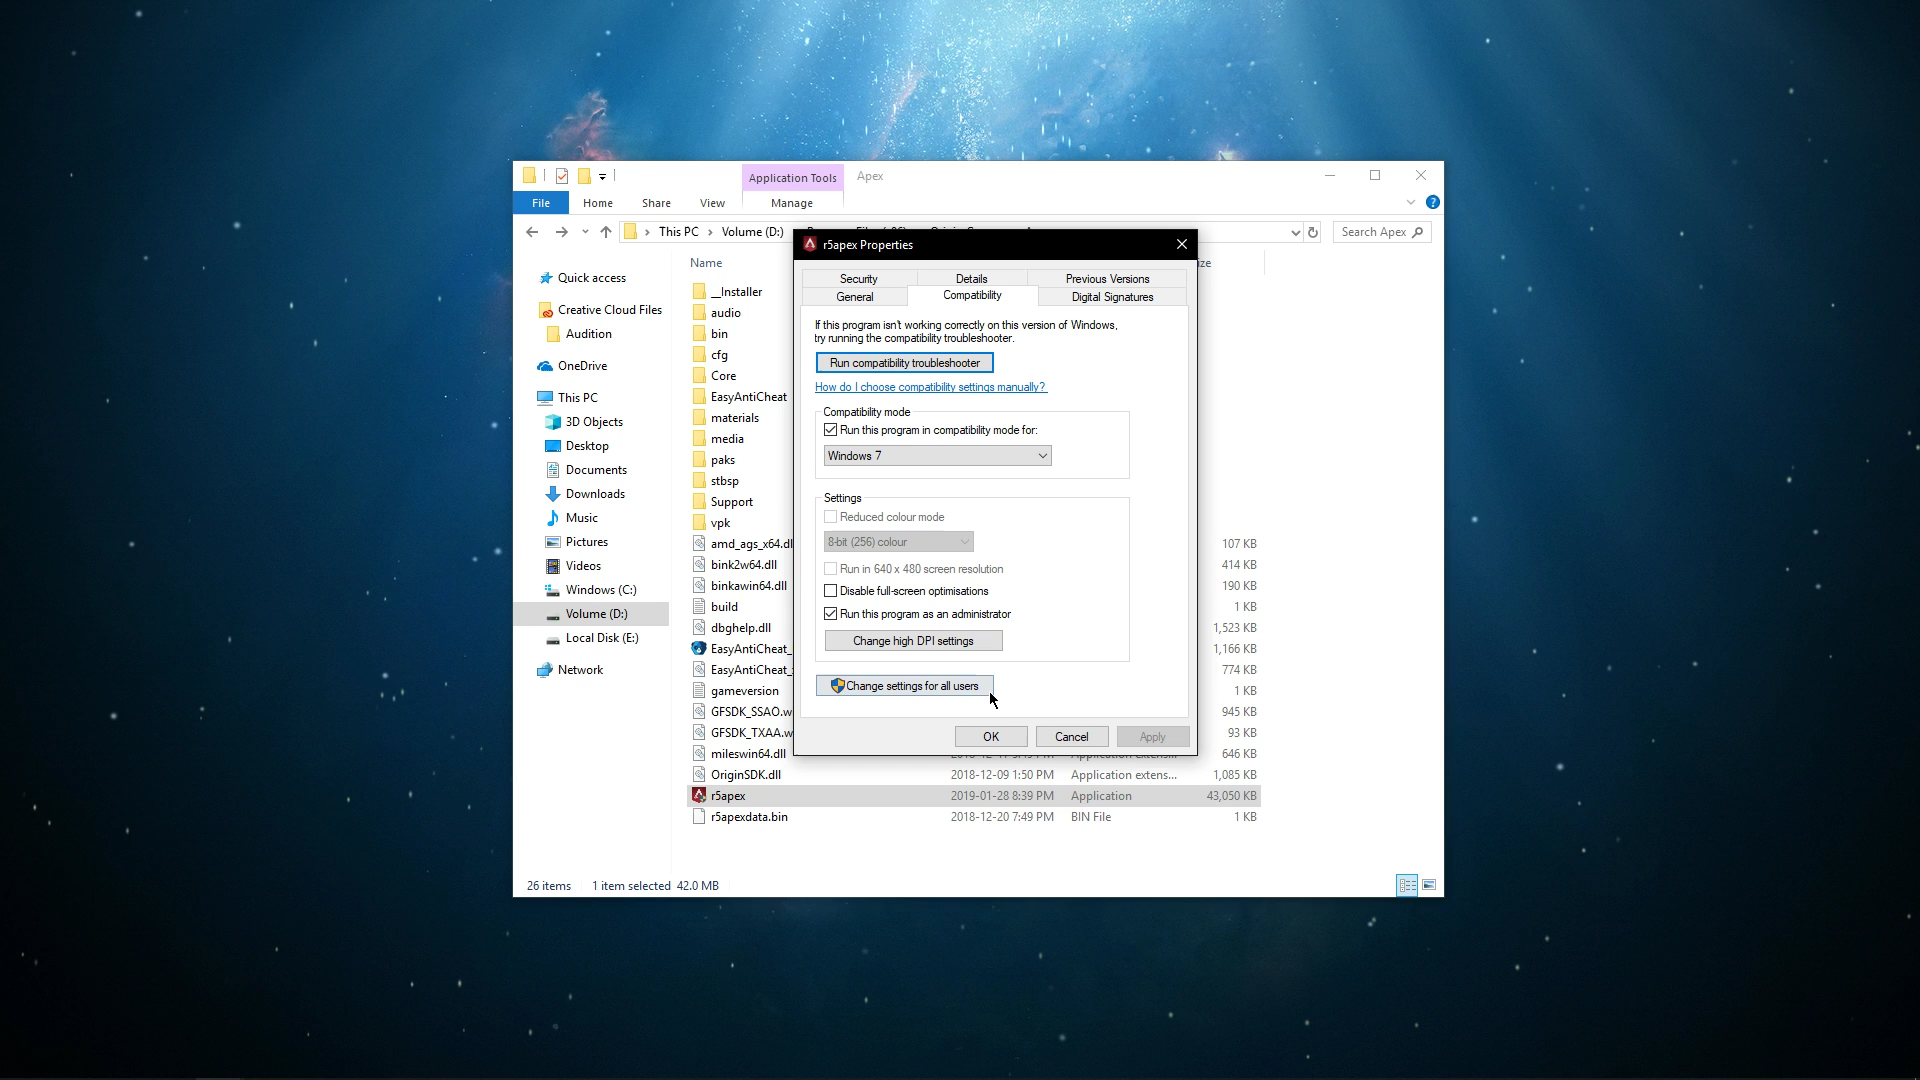 Application Tools
Apex
File
Home
Share
View
Manage
This PC
Volume (D:)
Search Apex
Name
Quick access
Creative Cloud Files
Audition
OneDrive
This PC
3D Objects
Desktop
Documents
Downloads
Music
Pictures
Videos
Windows (C:)
Volume (D:)
Local Disk (E:)
Network
__Installer
audio
bin
cfg
Core
EasyAntiCheat
materials
media
paks
stbsp
Support
vpk
amd_ags_x64.dl
107 KB
bink2w64.dll
414 KB
binkawin64.dll
190 KB
build
1 KB
dbghelp.dll
1,523 KB
EasyAntiCheat_
1,166 KB
EasyAntiCheat_
774 KB
gameversion
1 KB
GFSDK_SSAO.w
945 KB
GFSDK_TXAA.w
93 KB
mileswin64.dll
646 KB
OriginSDK.dll 2018-12-09 1:50 PM Application extens... 1,085 KB
r5apex 2019-01-28 8:39 PM Application 43,050 KB
r5apexdata.bin 2018-12-20 7:49 PM BIN File 1 KB
26 items 1 item selected 42.0 MB
r5apex Properties
Security
Details
Previous Versions
General
Compatibility
Digital Signatures
If this program isn't working correctly on this version of Windows,
try running the compatibility troubleshooter.
Run compatibility troubleshooter
How do I choose compatibility settings manually?
Compatibility mode
Run this program in compatibility mode for:
Windows 7
Settings
Reduced colour mode
8-bit (256) colour
Run in 640 x 480 screen resolution
Disable full-screen optimisations
Run this program as an administrator
Change high DPI settings
Change settings for all users
OK
Cancel
Apply